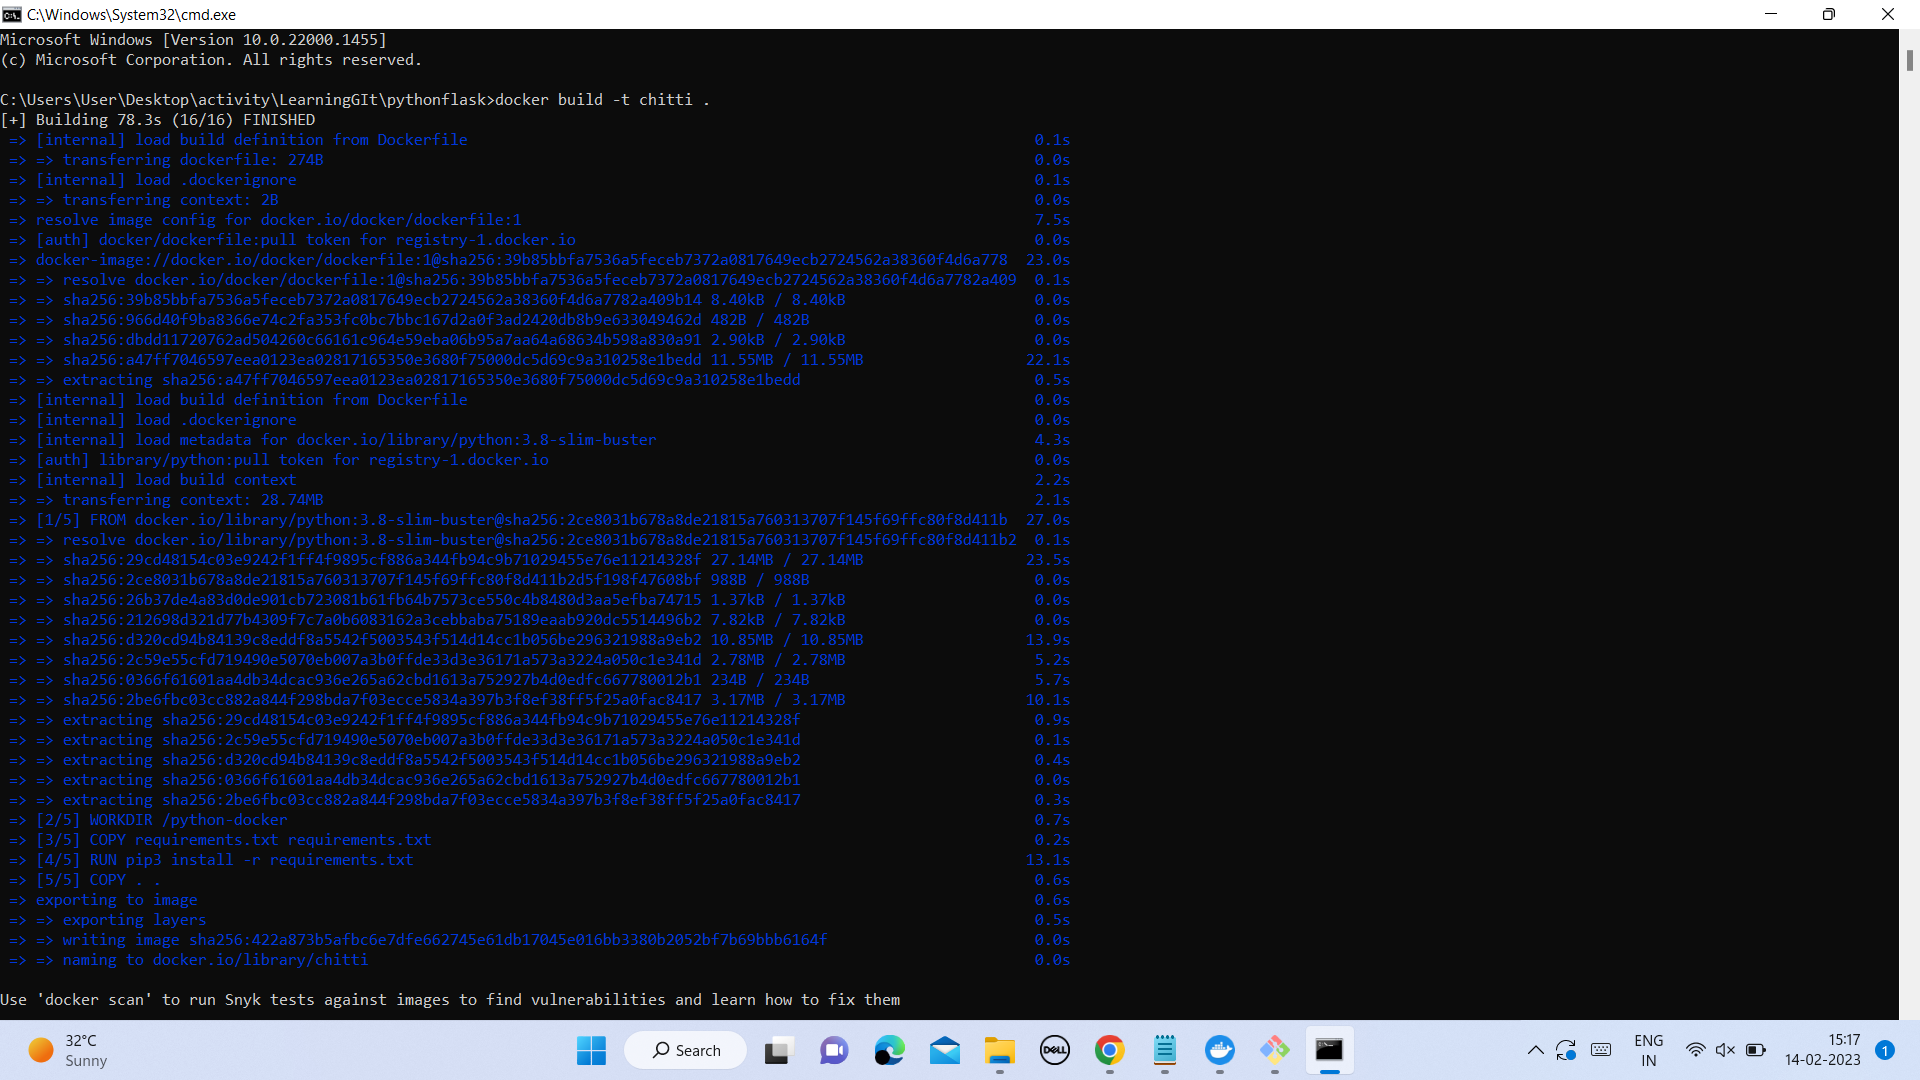 C:\Windows\System32\cmd.exe
Microsoft Windows [Version 10.0.22000.1455]
(c) Microsoft Corporation. All rights reserved.
C:\Users\User\Desktop\activity\LearningGIt\pythonflask>docker build -t chitti .
[+] Building 78.3s (16/16) FINISHED
=> [internal] load build definition from Dockerfile 0.1s
=> => transferring dockerfile: 274B 0.0s
=> [internal] load .dockerignore 0.1s
=> => transferring context: 2B 0.0s
=> resolve image config for docker.io/docker/dockerfile:1 7.5s
=> [auth] docker/dockerfile:pull token for registry-1.docker.io 0.0s
=> docker-image://docker.io/docker/dockerfile:1@sha256:39b85bbfa7536a5feceb7372a0817649ecb2724562a38360f4d6a778 23.0s
=> => resolve docker.io/docker/dockerfile:1@sha256:39b85bbfa7536a5feceb7372a0817649ecb2724562a38360f4d6a7782a409 0.1s
=> => sha256:39b85bbfa7536a5feceb7372a0817649ecb2724562a38360f4d6a7782a409b14 8.40kB / 8.40kB 0.0s
=> => sha256:966d40f9ba8366e74c2fa353fc0bc7bbc167d2a0f3ad2420db8b9e633049462d 482B / 482B 0.0s
=> => sha256:dbdd11720762ad504260c66161c964e59eba06b95a7aa64a68634b598a830a91 2.90kB / 2.90kB 0.0s
=> => sha256:a47ff7046597eea0123ea02817165350e3680f75000dc5d69c9a310258e1bedd 11.55MB / 11.55MB 22.1s
=> => extracting sha256:a47ff7046597eea0123ea02817165350e3680f75000dc5d69c9a310258e1bedd 0.5s
=> [internal] load build definition from Dockerfile 0.0s
=> [internal] load .dockerignore 0.0s
=> [internal] load metadata for docker.io/library/python:3.8-slim-buster 4.3s
=> [auth] library/python:pull token for registry-1.docker.io 0.0s
=> [internal] load build context 2.2s
=> => transferring context: 28.74MB 2.1s
=> [1/5] FROM docker.io/library/python:3.8-slim-buster@sha256:2ce8031b678a8de21815a760313707f145f69ffc80f8d411b 27.0s
=> => resolve docker.io/library/python:3.8-slim-buster@sha256:2ce8031b678a8de21815a760313707f145f69ffc80f8d411b2 0.1s
=> => sha256:29cd48154c03e9242f1ff4f9895cf886a344fb94c9b71029455e76e11214328f 27.14MB / 27.14MB 23.5s
=> => sha256:2ce8031b678a8de21815a760313707f145f69ffc80f8d411b2d5f198f47608bf 988B / 988B 0.0s
=> => sha256:26b37de4a83d0de901cb723081b61fb64b7573ce550c4b8480d3aa5efba74715 1.37kB / 1.37kB 0.0s
=> => sha256:212698d321d77b4309f7c7a0b6083162a3cebbaba75189eaab920dc5514496b2 7.82kB / 7.82kB 0.0s
=> => sha256:d320cd94b84139c8eddf8a5542f5003543f514d14cc1b056be296321988a9eb2 10.85MB / 10.85MB 13.9s
=> => sha256:2c59e55cfd719490e5070eb007a3b0ffde33d3e36171a573a3224a050c1e341d 2.78MB / 2.78MB 5.2s
=> => sha256:0366f61601aa4db34dcac936e265a62cbd1613a752927b4d0edfc667780012b1 234B / 234B 5.7s
=> => sha256:2be6fbc03cc882a844f298bda7f03ecce5834a397b3f8ef38ff5f25a0fac8417 3.17MB / 3.17MB 10.1s
=> => extracting sha256:29cd48154c03e9242f1ff4f9895cf886a344fb94c9b71029455e76e11214328f 0.9s
=> => extracting sha256:2c59e55cfd719490e5070eb007a3b0ffde33d3e36171a573a3224a050c1e341d 0.1s
=> => extracting sha256:d320cd94b84139c8eddf8a5542f5003543f514d14cc1b056be296321988a9eb2 0.4s
=> => extracting sha256:0366f61601aa4db34dcac936e265a62cbd1613a752927b4d0edfc667780012b1 0.0s
=> => extracting sha256:2be6fbc03cc882a844f298bda7f03ecce5834a397b3f8ef38ff5f25a0fac8417 0.3s
=> [2/5] WORKDIR /python-docker 0.7s
=> [3/5] COPY requirements.txt requirements.txt 0.2s
=> [4/5] RUN pip3 install -r requirements.txt 13.1s
=> [5/5] COPY . . 0.6s
=> exporting to image 0.6s
=> => exporting layers 0.5s
=> => writing image sha256:422a873b5afbc6e7dfe662745e61db17045e016bb3380b2052bf7b69bbb6164f 0.0s
=> => naming to docker.io/library/chitti 0.0s
Use 'docker scan' to run Snyk tests against images to find vulnerabilities and learn how to fix them
32°C
Sunny
Search
DELL
ENG
IN
15:17
14-02-2023
1